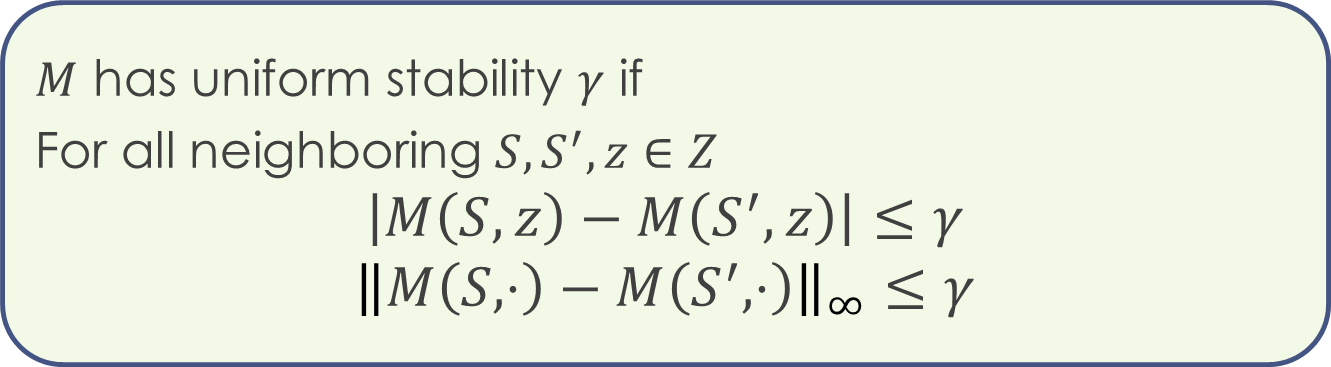 M has uniform stability γ if
For all neighboring S, S′, z ∈ Z
|M(S, z) − M(S′, z)| ≤ γ
‖M(S,·) − M(S′,·)‖∞ ≤ γ